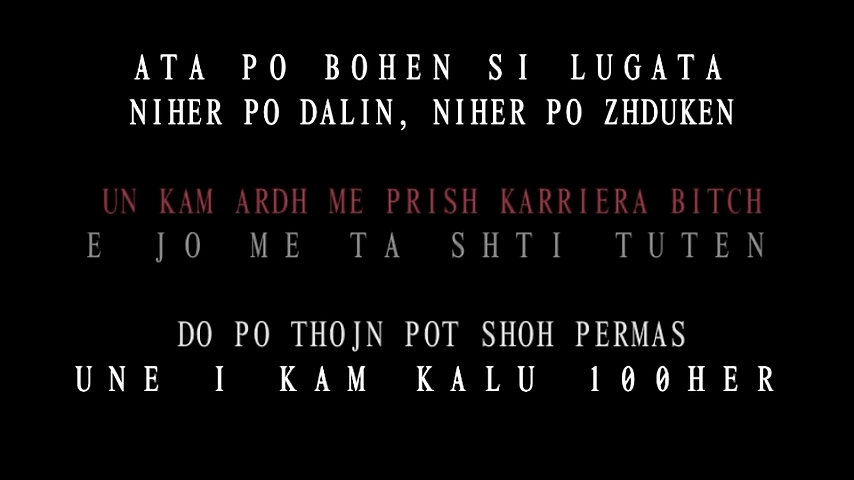 ATA PO BOHEN SI LUGATA
NIHER PO DALIN, NIHER PO ZHDUKEN
UN KAM ARDH ME PRISH KARRIERA BITCH
E JO ME TA SHTI TUTEN
DO PO THOJN POT SHOH PERMAS
UNE I KAM KALU 100HER